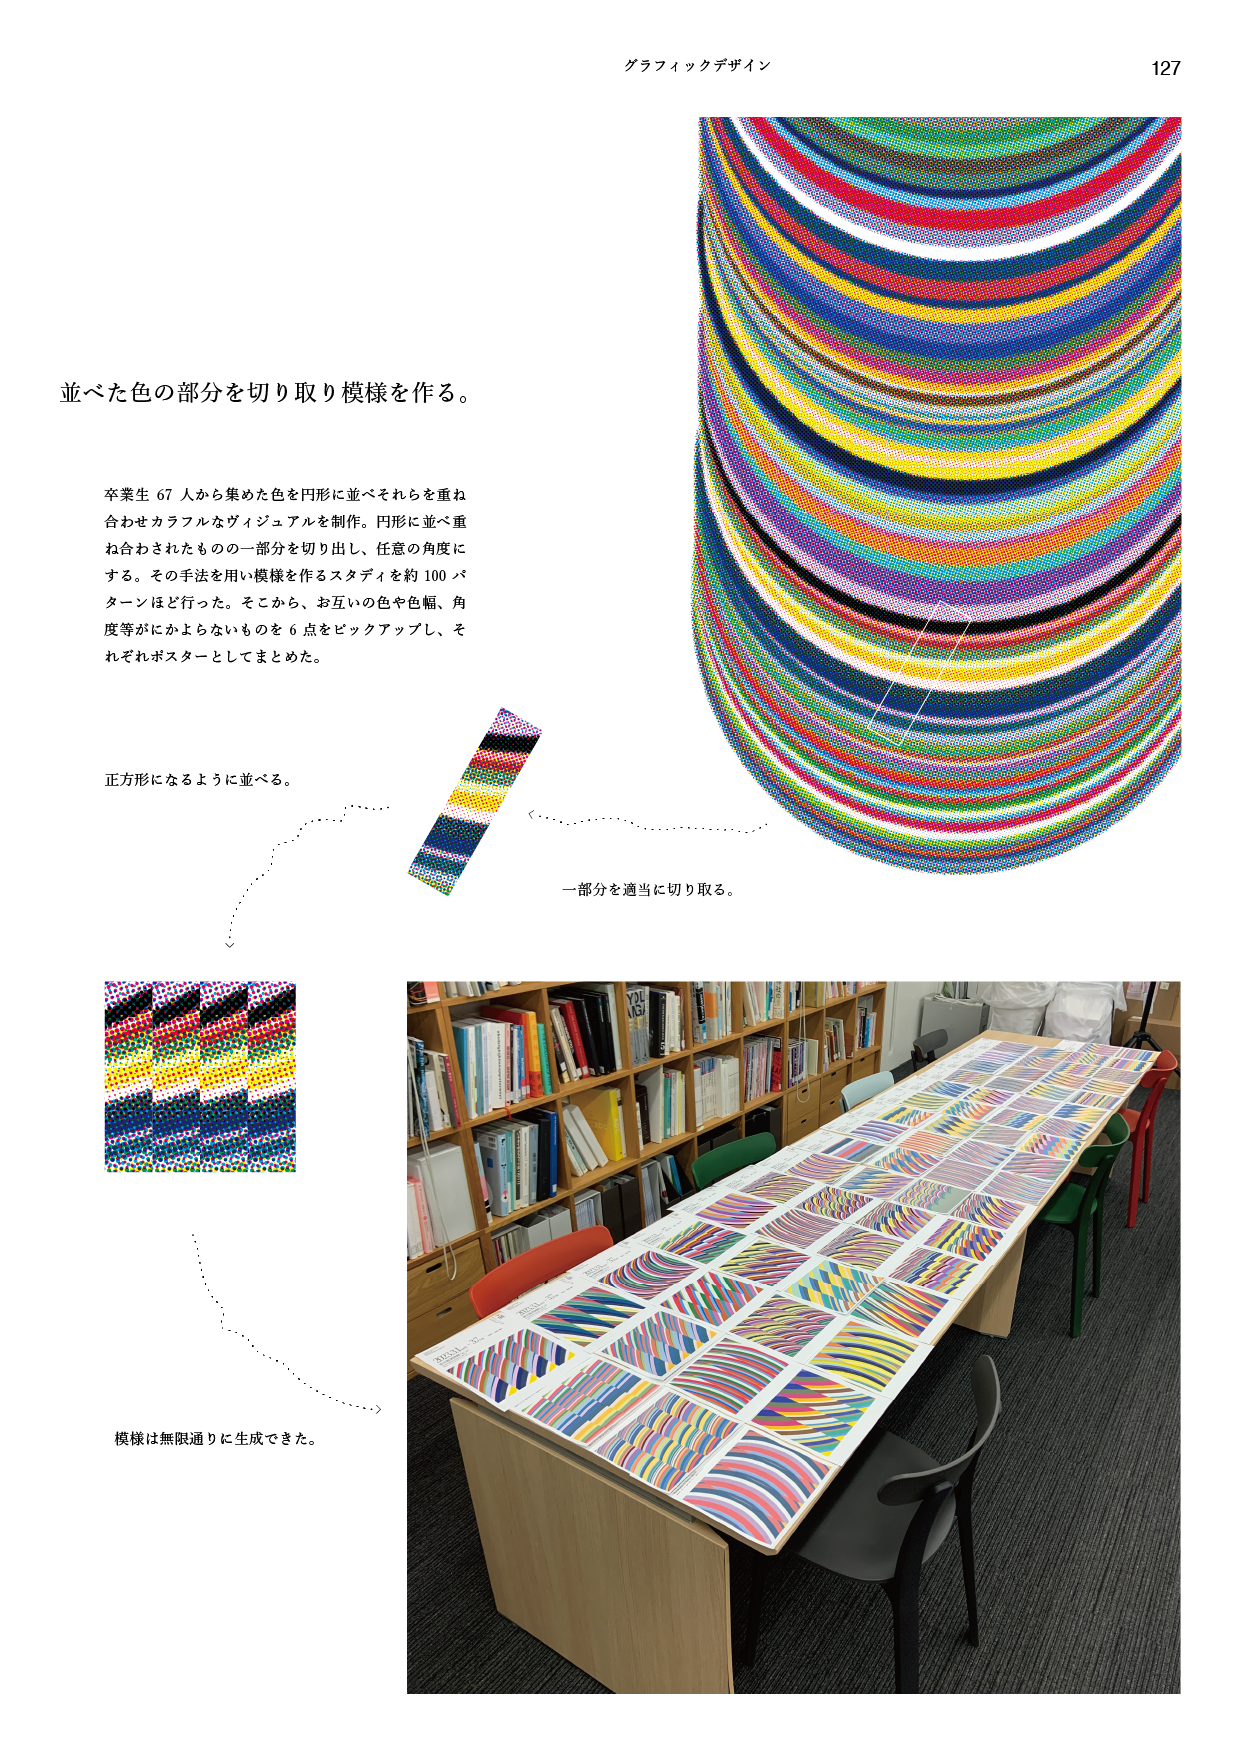 グラフィックデザイン
127
並べた色の部分を切り取り模様を作る。
卒業生 67 人から集めた色を円形に並べそれらを重ね
合わせカラフルなヴィジュアルを制作。円形に並べ重
ね合わされたものの一部分を切り出し、任意の角度に
する。その手法を用い模様を作るスタディを約 100 パ
ターンほど行った。そこから、お互いの色や色幅、角
度等がにかよらないものを 6 点をピックアップし、そ
れぞれポスターとしてまとめた。
正方形になるように並べる。
一部分を適当に切り取る。
模様は無限通りに生成できた。